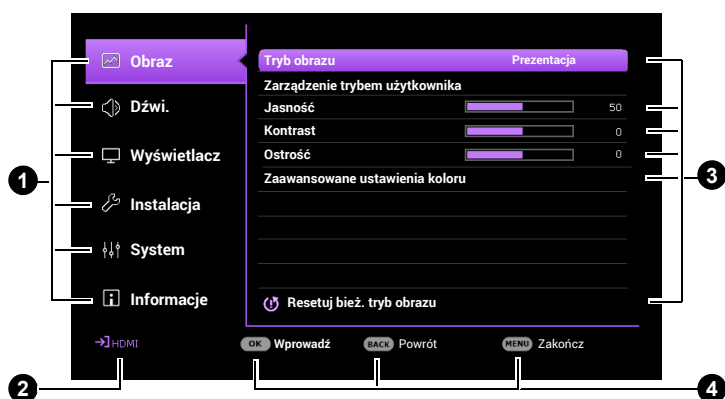 Obraz
Dźwi.
Wyświetlacz
Instalacja
System
Informacje
Tryb obrazu Prezentacja
Zarządzenie trybem użytkownika
Jasność 50
Kontrast 0
Ostrość 0
Zaawansowane ustawienia koloru
Resetuj bież. tryb obrazu
HDMI OK Wprowadź BACK Powrót MENU Zakończ
1
3
2
4